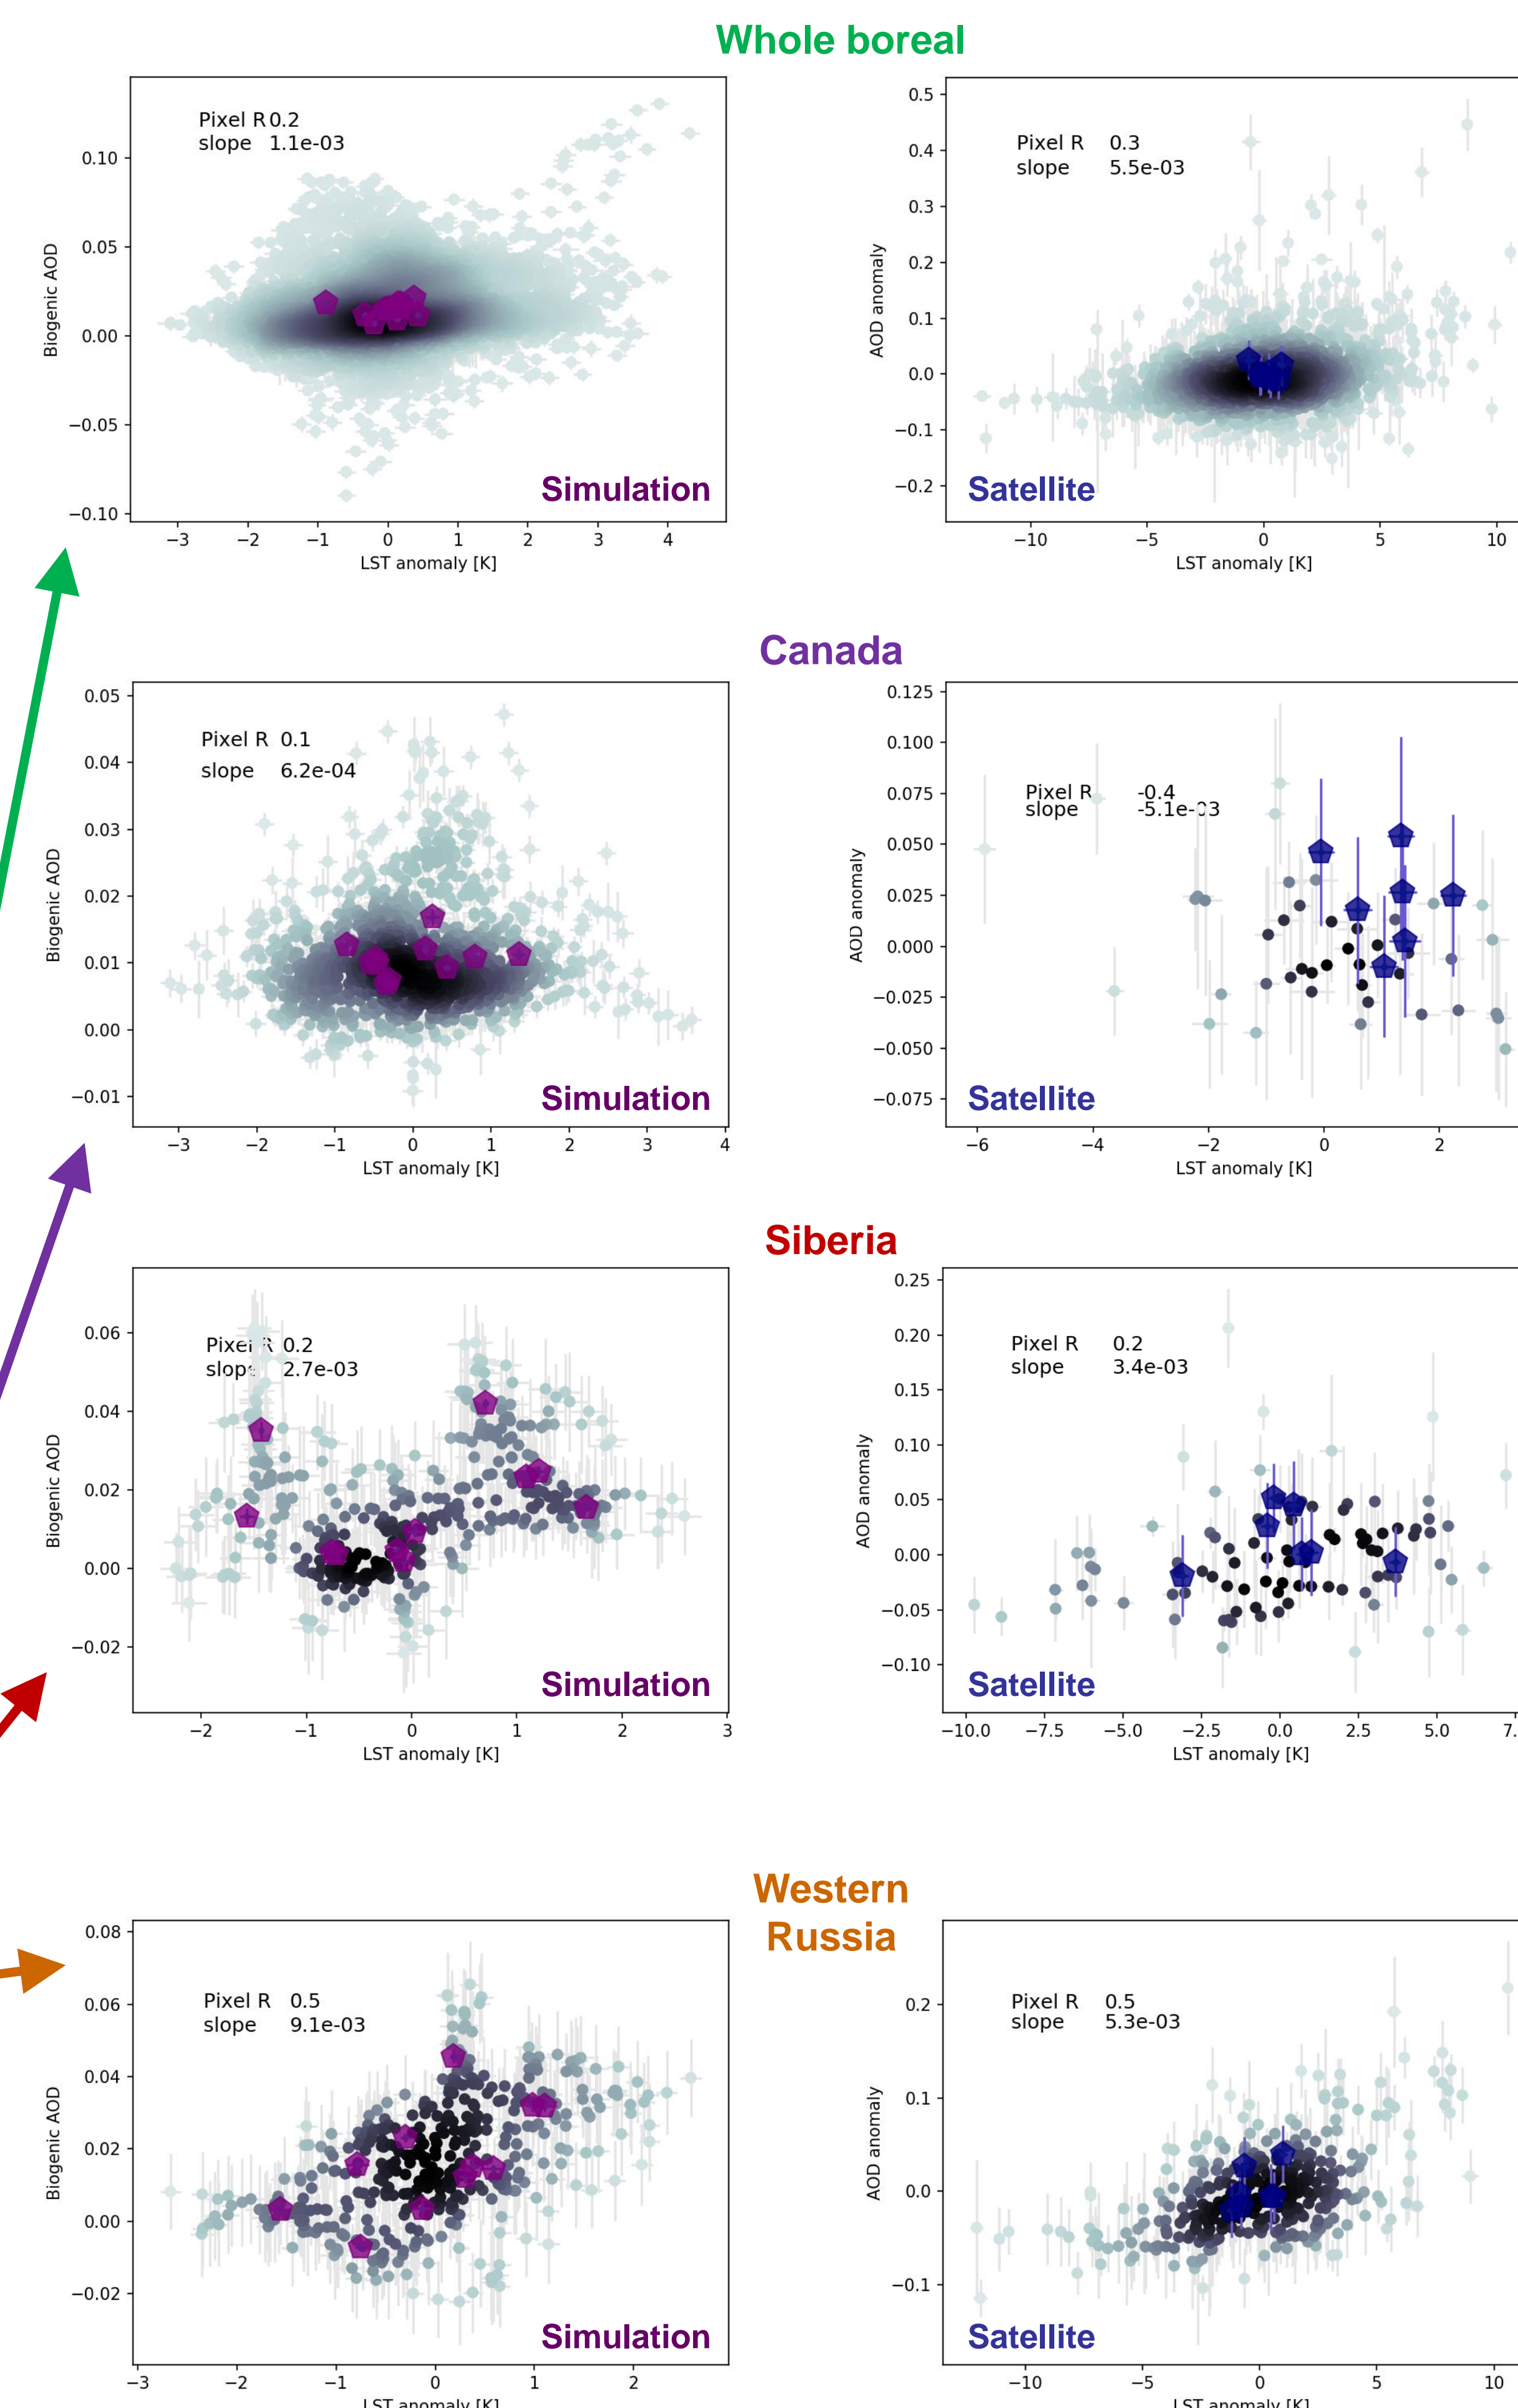 Whole boreal
Pixel R 0.2
slope 1.1e-03
0.10
0.05
0.00
−0.05
−0.10
Biogenic AOD
Simulation
−3 −2 −1 0 1 2 3 4
LST anomaly [K]
Pixel R 0.3
slope 5.5e-03
0.5
0.4
0.3
0.2
0.1
0.0
−0.1
−0.2
AOD anomaly
Satellite
−10 −5 0 5 10
LST anomaly [K]
Canada
Pixel R 0.1
slope 6.2e-04
0.05
0.04
0.03
0.02
0.01
0.00
−0.01
Biogenic AOD
Simulation
−3 −2 −1 0 1 2 3 4
LST anomaly [K]
Pixel R -0.4
slope -5.1e-03
0.125
0.100
0.075
0.050
0.025
0.000
−0.025
−0.050
−0.075
AOD anomaly
Satellite
−6 −4 −2 0 2
LST anomaly [K]
Siberia
Pixel R 0.2
slope 2.7e-03
0.06
0.04
0.02
0.00
−0.02
Biogenic AOD
Simulation
−2 −1 0 1 2 3
LST anomaly [K]
Pixel R 0.2
slope 3.4e-03
0.25
0.20
0.15
0.10
0.05
0.00
−0.05
−0.10
AOD anomaly
Satellite
−10.0 −7.5 −5.0 −2.5 0.0 2.5 5.0 7.
LST anomaly [K]
Western
Russia
Pixel R 0.5
slope 9.1e-03
0.08
0.06
0.04
0.02
0.00
−0.02
Biogenic AOD
Simulation
−3 −2 −1 0 1 2
LST anomaly [K]
Pixel R 0.5
slope 5.3e-03
0.2
0.1
0.0
−0.1
AOD anomaly
Satellite
−10 −5 0 5 10
LST anomaly [K]